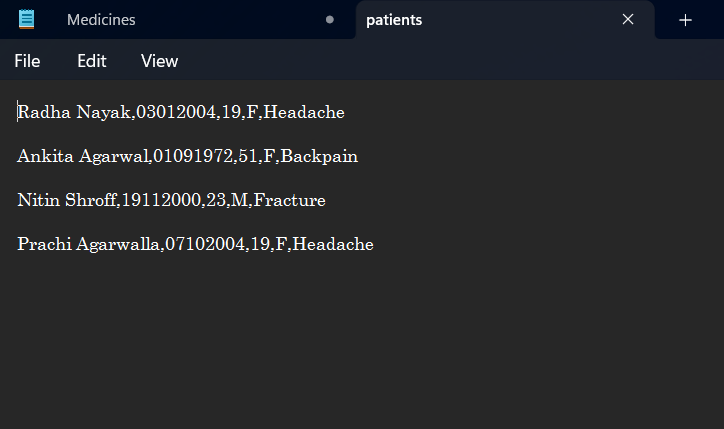 Medicines
patients
File Edit View
Radha Nayak,03012004,19,F,Headache
Ankita Agarwal,01091972,51,F,Backpain
Nitin Shroff,19112000,23,M,Fracture
Prachi Agarwalla,07102004,19,F,Headache